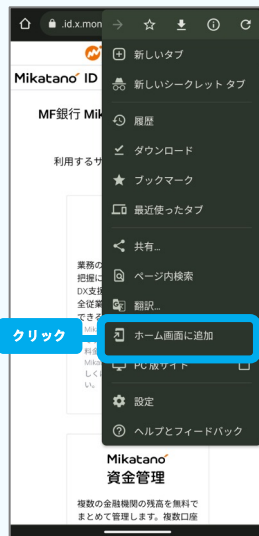 .id.x.mon
Mikatano ID
MF銀行 Mik
利用するサ
業務の
把握に
DX支援
全従業
できる
新しいタブ
新しいシークレット タブ
履歴
ダウンロード
ブックマーク
最近使ったタブ
共有...
ページ内検索
翻訳...
クリック
ホーム画面に追加
PC 版サイト
設定
ヘルプとフィードバック
Mikatano
資金管理
複数の金融機関の残高を無料で
まとめて管理します。複数口座